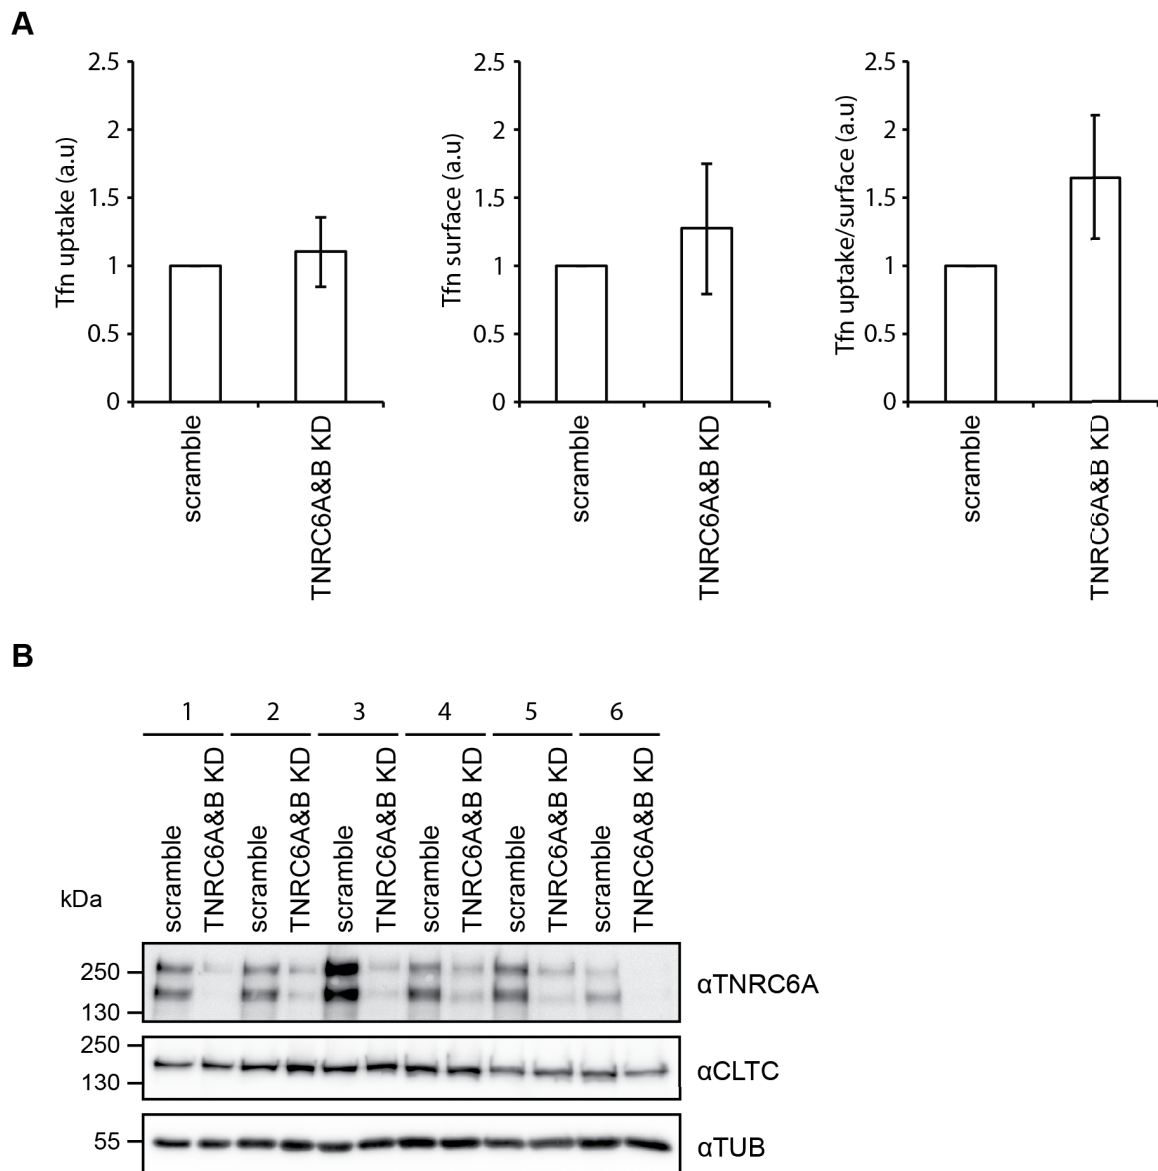 A
2.5
2
1.5
1
0.5
0
Tfn uptake (a.u)
scramble
TNRC6A&B KD
2.5
2
1.5
1
0.5
0
Tfn surface (a.u)
scramble
TNRC6A&B KD
2.5
2
1.5
1
0.5
0
Tfn uptake/surface (a.u)
scramble
TNRC6A&B KD
B
1 2 3 4 5 6
scramble
TNRC6A&B KD
scramble
TNRC6A&B KD
scramble
TNRC6A&B KD
scramble
TNRC6A&B KD
scramble
TNRC6A&B KD
scramble
TNRC6A&B KD
kDa
250
130
αTNRC6A
250
130
αCLTC
55
αTUB